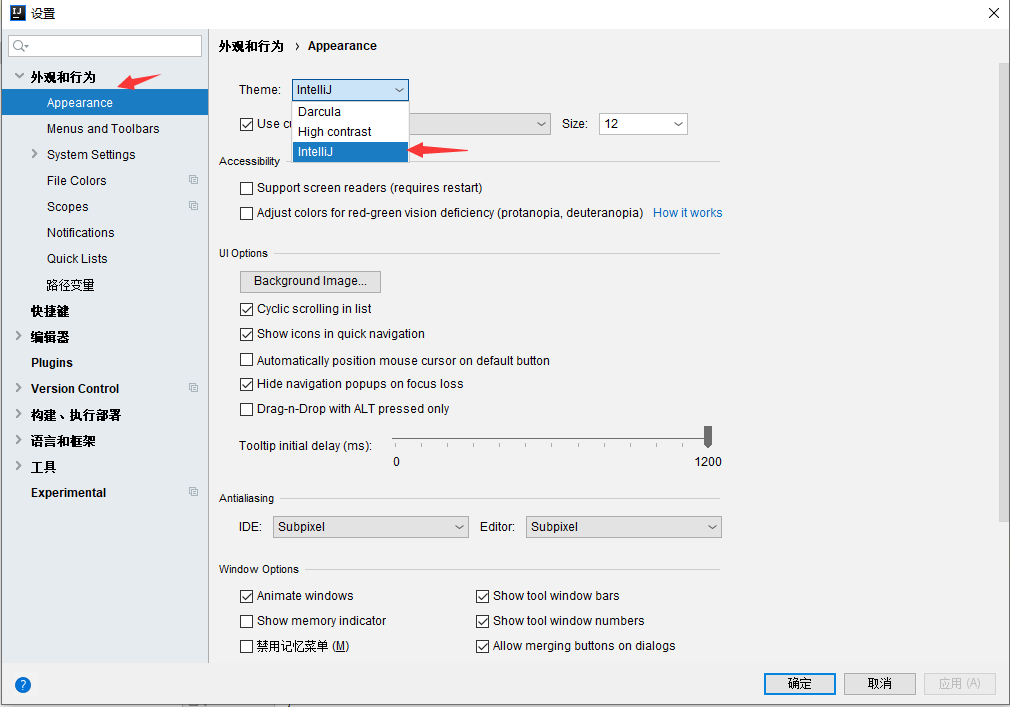 设置
外观和行为 › Appearance
外观和行为
Appearance
Menus and Toolbars
System Settings
File Colors
Scopes
Notifications
Quick Lists
路径变量
快捷键
编辑器
Plugins
Version Control
构建、执行部署
语言和框架
工具
Experimental
Theme: IntelliJ
Darcula
High contrast
IntelliJ
Use cu
Size: 12
Accessibility
Support screen readers (requires restart)
Adjust colors for red-green vision deficiency (protanopia, deuteranopia) How it works
UI Options
Background Image...
Cyclic scrolling in list
Show icons in quick navigation
Automatically position mouse cursor on default button
Hide navigation popups on focus loss
Drag-n-Drop with ALT pressed only
Tooltip initial delay (ms):
0 1200
Antialiasing
IDE: Subpixel Editor: Subpixel
Window Options
Animate windows Show tool window bars
Show memory indicator Show tool window numbers
禁用记忆菜单 (M) Allow merging buttons on dialogs
? 确定 取消 应用 (A)